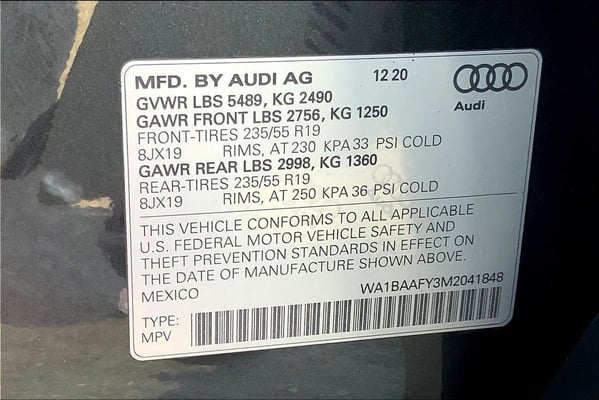 MFD. BY AUDI AG 12 20
Audi
GVWR LBS 5489, KG 2490
GAWR FRONT LBS 2756, KG 1250
FRONT-TIRES 235/55 R19
8JX19 RIMS, AT 230 KPA 33 PSI COLD
GAWR REAR LBS 2998, KG 1360
REAR-TIRES 235/55 R19
8JX19 RIMS, AT 250 KPA 36 PSI COLD
THIS VEHICLE CONFORMS TO ALL APPLICABLE
U.S. FEDERAL MOTOR VEHICLE SAFETY AND
THEFT PREVENTION STANDARDS IN EFFECT ON
THE DATE OF MANUFACTURE SHOWN ABOVE.
MEXICO WA1BAAFY3M2041848
TYPE:
MPV